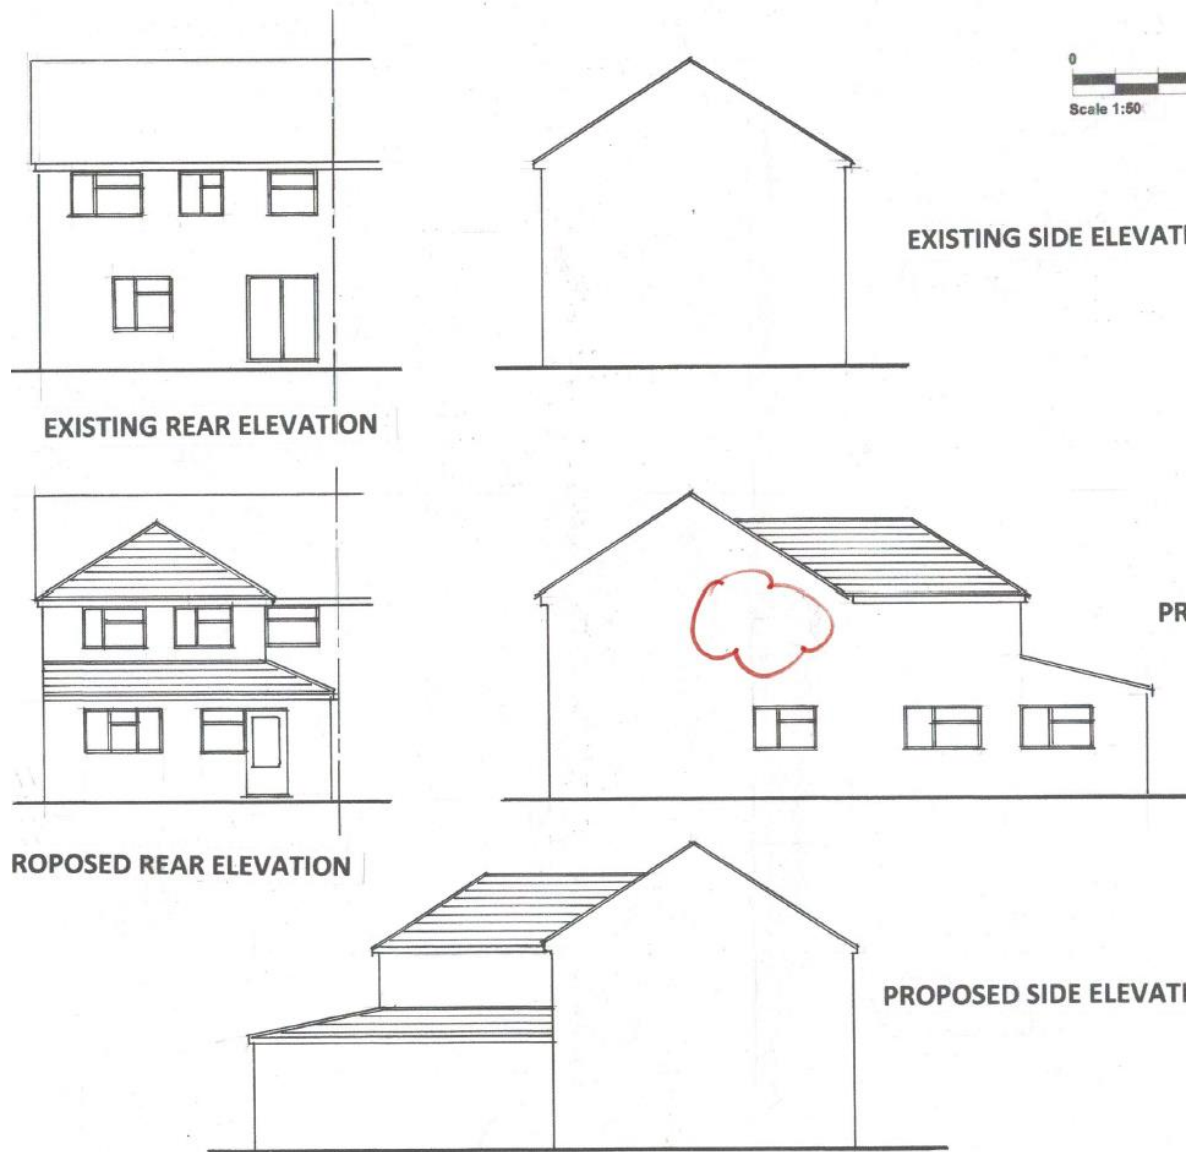 0
Scale 1:50
EXISTING SIDE ELEVATI
EXISTING REAR ELEVATION
PR
ROPOSED REAR ELEVATION
PROPOSED SIDE ELEVATI